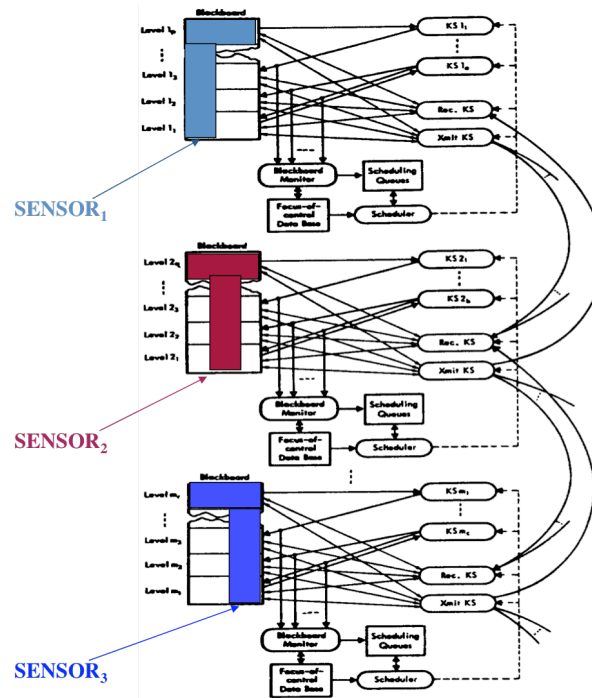 Blackboard
Level 1p
KS 1₁
Level 1₃
KS 1ₐ
Level 1₂
Rec. KS
Level 1₁
Xmit KS
Blackboard
Monitor
Scheduling
Queues
Focus-of-
control
Data Base
Scheduler
SENSOR₁
Blackboard
Level 2q
KS 2₁
Level 2₃
KS 2b
Level 2₂
Rec. KS
Level 2₁
Xmit KS
Blackboard
Monitor
Scheduling
Queues
Focus-of-
control
Data Base
Scheduler
SENSOR₂
Blackboard
Level mᵣ
KS m₁
Level m₃
KS m꜀
Level m₂
Rec. KS
Level m₁
Xmit KS
Blackboard
Monitor
Scheduling
Queues
Focus-of-
control
Data Base
Scheduler
SENSOR₃